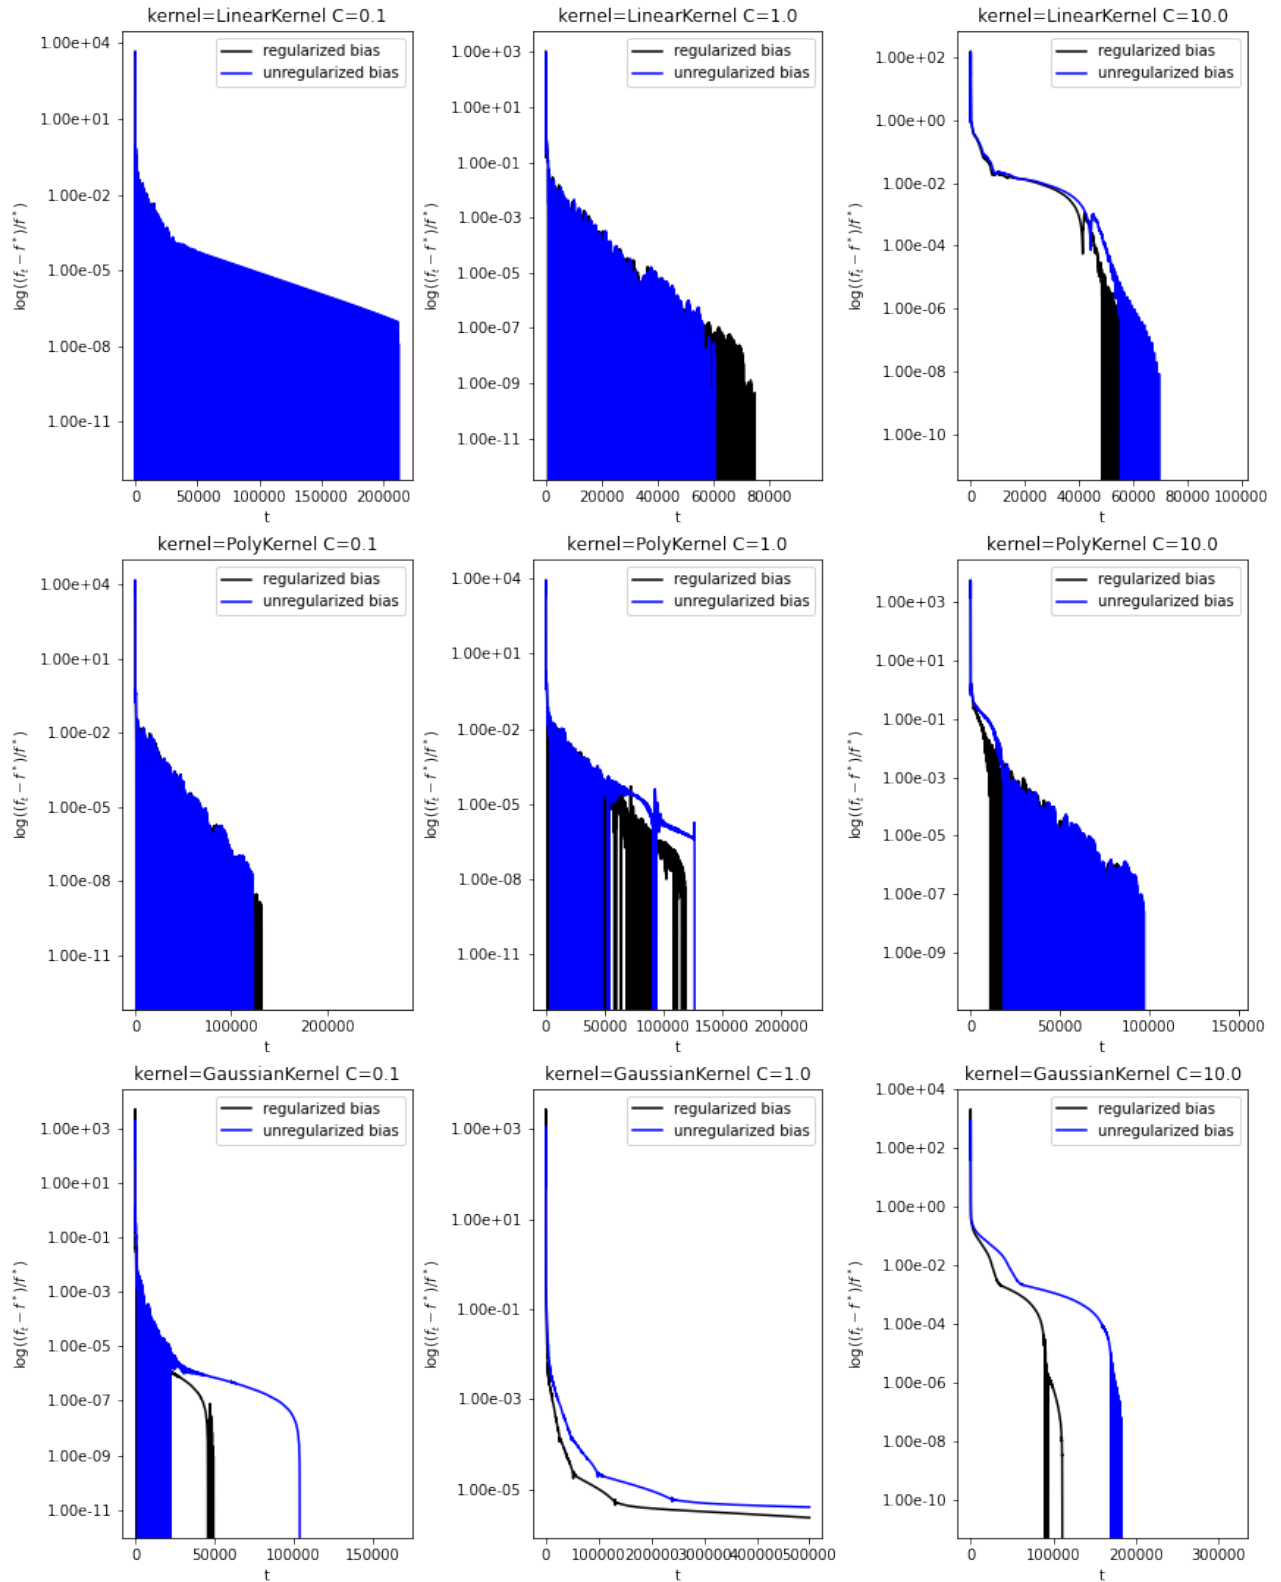 kernel=LinearKernel C=0.1
1.00e+04
1.00e+01
1.00e-02
1.00e-05
1.00e-08
1.00e-11
log((f_t − f*)/f*)
regularized bias
unregularized bias
0 50000 100000 150000 200000
t
kernel=LinearKernel C=1.0
1.00e+03
1.00e+01
1.00e-01
1.00e-03
1.00e-05
1.00e-07
1.00e-09
1.00e-11
log((f_t − f*)/f*)
regularized bias
unregularized bias
0 20000 40000 60000 80000
t
kernel=LinearKernel C=10.0
1.00e+02
1.00e+00
1.00e-02
1.00e-04
1.00e-06
1.00e-08
1.00e-10
log((f_t − f*)/f*)
regularized bias
unregularized bias
0 20000 40000 60000 80000 100000
t
kernel=PolyKernel C=0.1
1.00e+04
1.00e+01
1.00e-02
1.00e-05
1.00e-08
1.00e-11
log((f_t − f*)/f*)
regularized bias
unregularized bias
0 100000 200000
t
kernel=PolyKernel C=1.0
1.00e+04
1.00e+01
1.00e-02
1.00e-05
1.00e-08
1.00e-11
log((f_t − f*)/f*)
regularized bias
unregularized bias
0 50000 100000 150000 200000
t
kernel=PolyKernel C=10.0
1.00e+03
1.00e+01
1.00e-01
1.00e-03
1.00e-05
1.00e-07
1.00e-09
log((f_t − f*)/f*)
regularized bias
unregularized bias
0 50000 100000 150000
t
kernel=GaussianKernel C=0.1
1.00e+03
1.00e+01
1.00e-01
1.00e-03
1.00e-05
1.00e-07
1.00e-09
1.00e-11
log((f_t − f*)/f*)
regularized bias
unregularized bias
0 50000 100000 150000
t
kernel=GaussianKernel C=1.0
1.00e+03
1.00e+01
1.00e-01
1.00e-03
1.00e-05
log((f_t − f*)/f*)
regularized bias
unregularized bias
0 1000000 2000000 3000000 4000000 5000000
t
kernel=GaussianKernel C=10.0
1.00e+04
1.00e+02
1.00e+00
1.00e-02
1.00e-04
1.00e-06
1.00e-08
1.00e-10
log((f_t − f*)/f*)
regularized bias
unregularized bias
0 100000 200000 300000
t